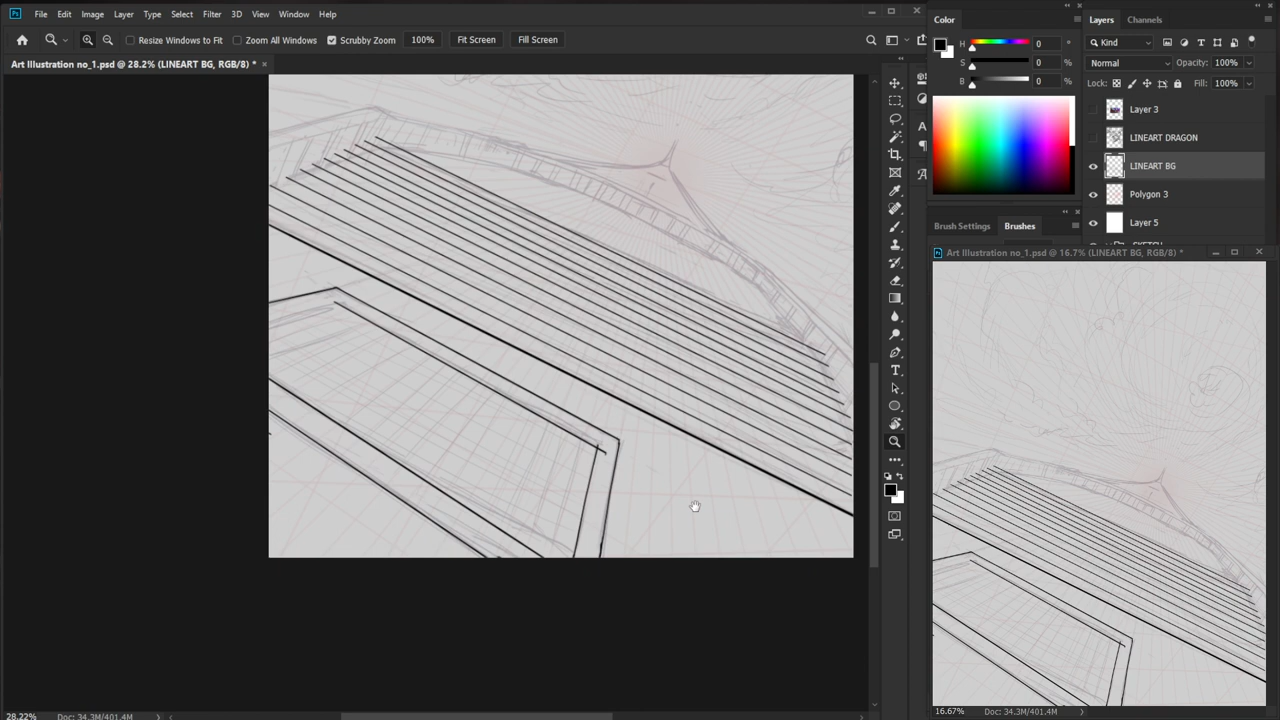 Ps File Edit Image Layer Type Select Filter 3D View Window Help
Resize Windows to Fit Zoom All Windows Scrubby Zoom 100% Fit Screen Fill Screen
Art Illustration no_1.psd @ 28.2% (LINEART BG, RGB/8) *
28.22% Doc: 34.3M/401.4M
Color
H 0 °
S 0 %
B 0 %
Brush Settings Brushes
Layers Channels
Kind
Normal Opacity: 100%
Lock: Fill: 100%
Layer 3
LINEART DRAGON
LINEART BG
Polygon 3
Layer 5
SKETCH
Ps Art Illustration no_1.psd @ 16.7% (LINEART BG, RGB/8) *
16.67% Doc: 34.3M/401.4M